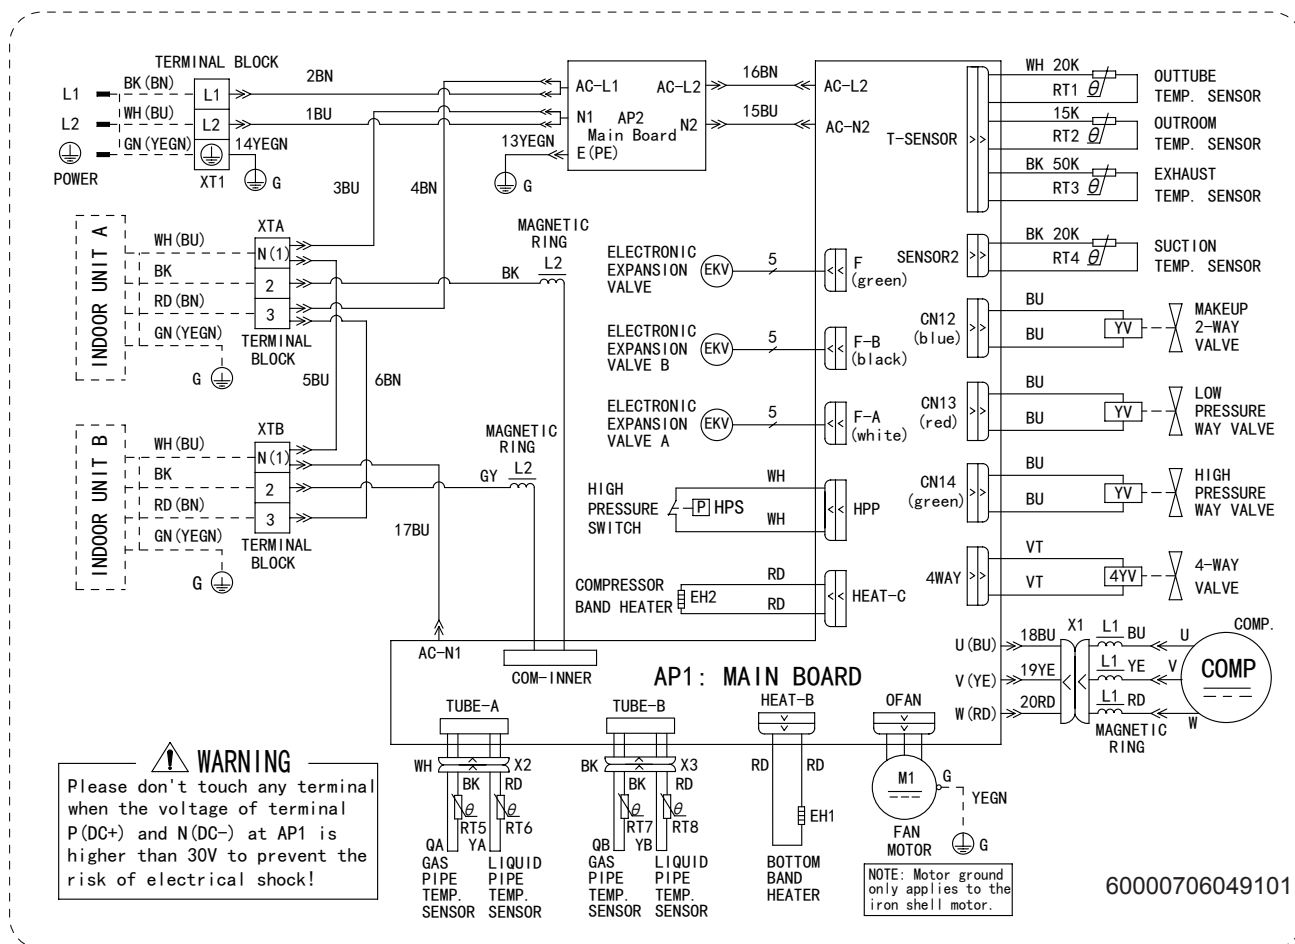 TERMINAL BLOCK
L1
BK(BN)
L1
2BN
L2
WH(BU)
L2
1BU
GN(YEGN)
14YEGN
POWER
XT1
G
AC-L1
N1
AP2
Main Board
E(PE)
AC-L2
N2
13YEGN
G
16BN
15BU
AC-L2
AC-N2
T-SENSOR
WH 20K
RT1
θ
OUTTUBE
TEMP. SENSOR
15K
RT2
θ
OUTROOM
TEMP. SENSOR
BK 50K
RT3
θ
EXHAUST
TEMP. SENSOR
SENSOR2
BK 20K
RT4
θ
SUCTION
TEMP. SENSOR
3BU
4BN
INDOOR UNIT A
WH(BU)
BK
RD(BN)
GN(YEGN)
G
XTA
N(1)
2
3
TERMINAL
BLOCK
5BU
6BN
MAGNETIC
RING
BK
L2
INDOOR UNIT B
WH(BU)
BK
RD(BN)
GN(YEGN)
G
XTB
N(1)
2
3
TERMINAL
BLOCK
17BU
MAGNETIC
RING
GY
L2
ELECTRONIC
EXPANSION
VALVE
EKV
5
F
(green)
ELECTRONIC
EXPANSION
VALVE B
EKV
5
F-B
(black)
ELECTRONIC
EXPANSION
VALVE A
EKV
5
F-A
(white)
HIGH
PRESSURE
SWITCH
P
HPS
WH
WH
HPP
COMPRESSOR
BAND HEATER
EH2
RD
RD
HEAT-C
CN12
(blue)
BU
BU
YV
MAKEUP
2-WAY
VALVE
CN13
(red)
BU
BU
YV
LOW
PRESSURE
WAY VALVE
CN14
(green)
BU
BU
YV
HIGH
PRESSURE
WAY VALVE
4WAY
VT
VT
4YV
4-WAY
VALVE
U(BU)
18BU
V(YE)
19YE
W(RD)
20RD
X1
L1
BU
U
L1
YE
V
L1
RD
W
MAGNETIC
RING
COMP.
COMP
AC-N1
COM-INNER
AP1: MAIN BOARD
TUBE-A
WH
X2
BK
RD
θ
θ
RT5
RT6
QA
YA
GAS
PIPE
TEMP.
SENSOR
LIQUID
PIPE
TEMP.
SENSOR
TUBE-B
BK
X3
BK
RD
θ
θ
RT7
RT8
QB
YB
GAS
PIPE
TEMP.
SENSOR
LIQUID
PIPE
TEMP.
SENSOR
HEAT-B
RD
RD
EH1
BOTTOM
BAND
HEATER
OFAN
M1
G
YEGN
G
FAN
MOTOR
NOTE: Motor ground
only applies to the
iron shell motor.
WARNING
Please don't touch any terminal
when the voltage of terminal
P(DC+) and N(DC-) at AP1 is
higher than 30V to prevent the
risk of electrical shock!
60000706049101